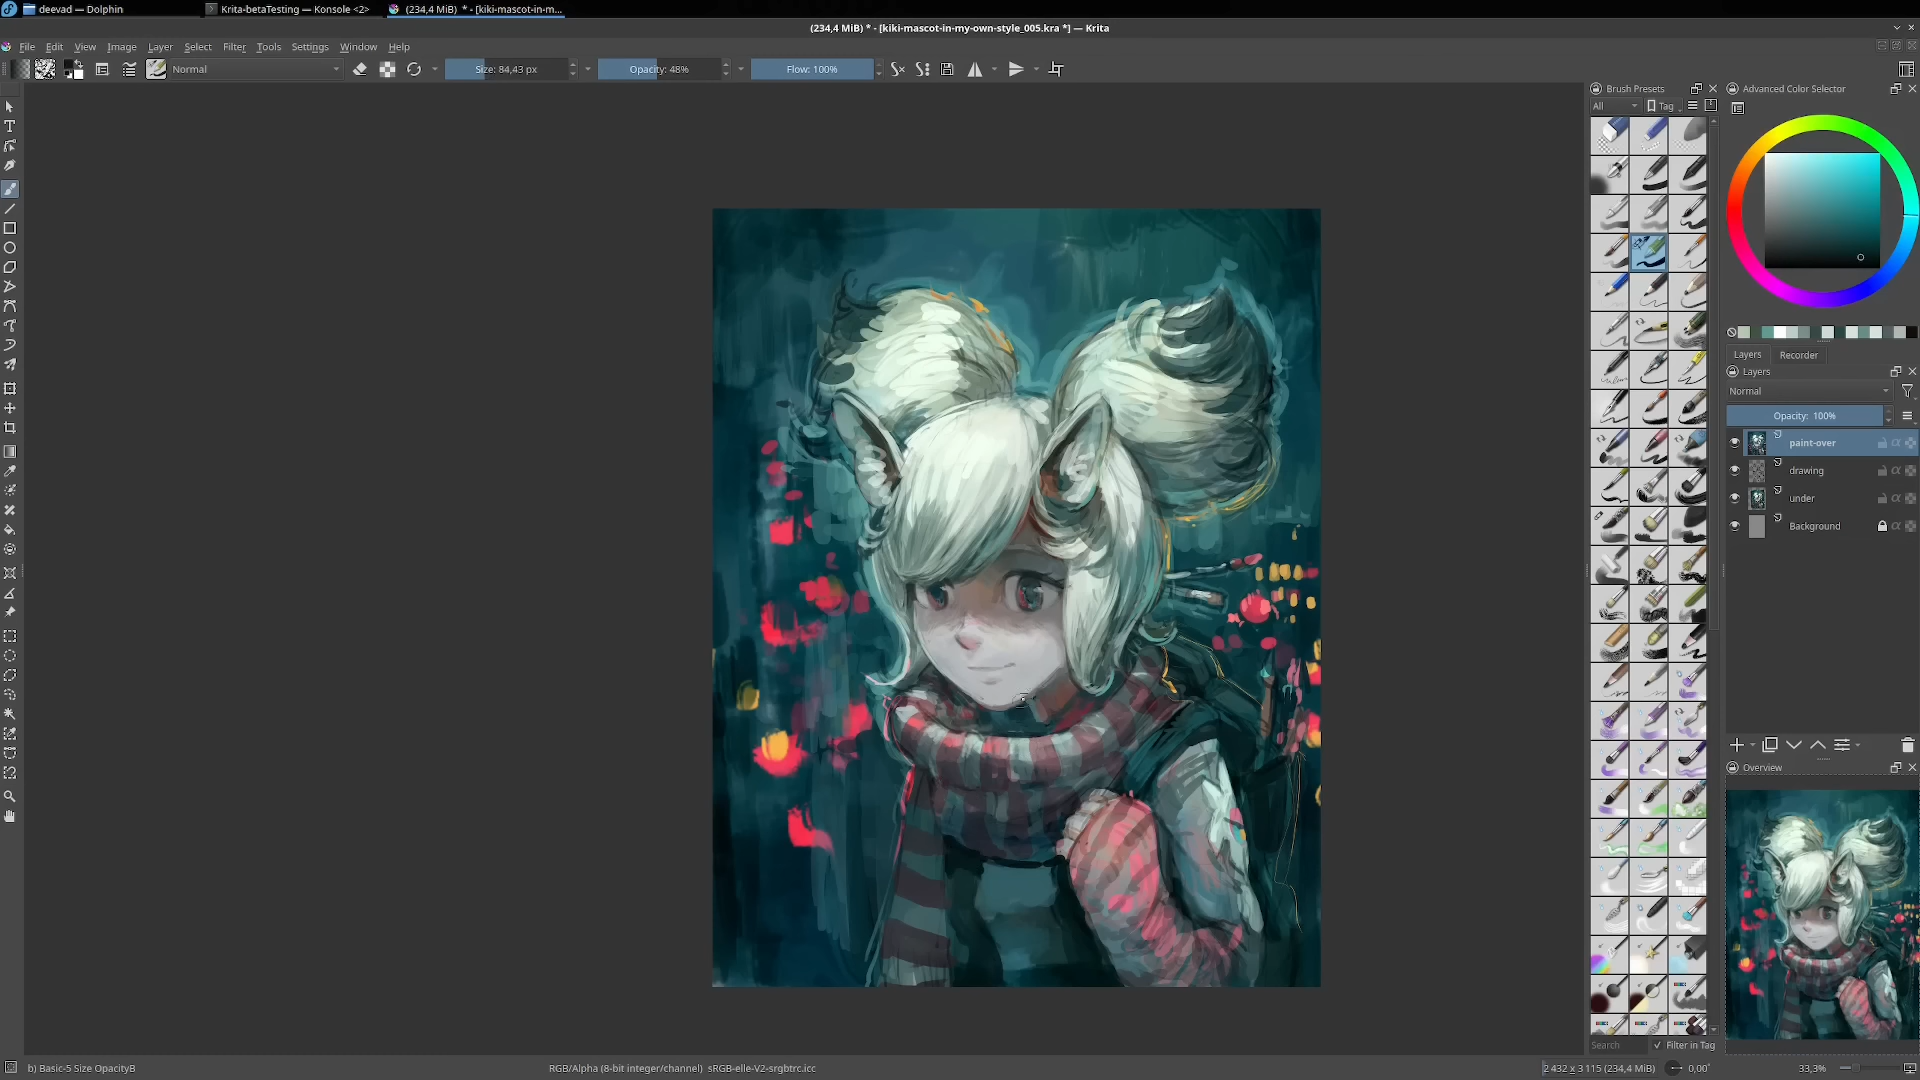 deevad — Dolphin
Krita-betaTesting — Konsole <2>
(234,4 MiB) * - [kiki-mascot-in-m...
(234,4 MiB) * - [kiki-mascot-in-my-own-style_005.kra *] — Krita
File Edit View Image Layer Select Filter Tools Settings Window Help
Normal
Size: 84,43 px
Opacity: 48%
Flow: 100%
Brush Presets
All
Tag
Advanced Color Selector
Layers
Recorder
Layers
Normal
Opacity: 100%
paint-over
drawing
under
Background
Overview
Search
Filter in Tag
b) Basic-5 Size OpacityB
RGB/Alpha (8-bit integer/channel) sRGB-elle-V2-srgbtrc.icc
2 432 x 3 115 (234,4 MiB)
0,00°
33,3%